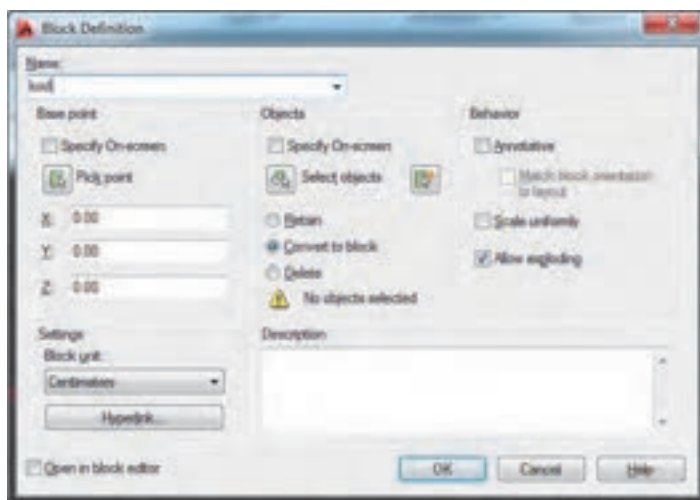 Block Definition
Name:
Base point
Specify On-screen
Pick point
X: 0.00
Y: 0.00
Z: 0.00
Objects
Specify On-screen
Select objects
Retain
Convert to block
Delete
No objects selected
Behavior
Annotative
Match block orientation
to layout
Scale uniformly
Allow exploding
Settings
Block unit:
Centimeters
Hyperlink...
Description
Open in block editor
OK
Cancel
Help